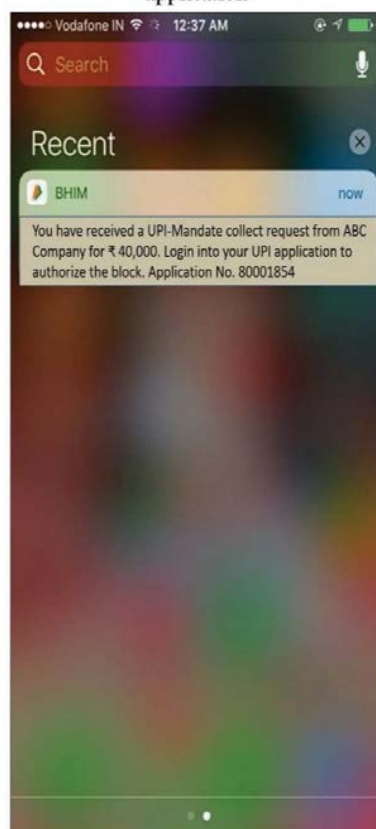 application
Vodafone IN 12:37 AM
Search
Recent
BHIM now
You have received a UPI-Mandate collect request from ABC
Company for ₹ 40,000. Login into your UPI application to
authorize the block. Application No. 80001854